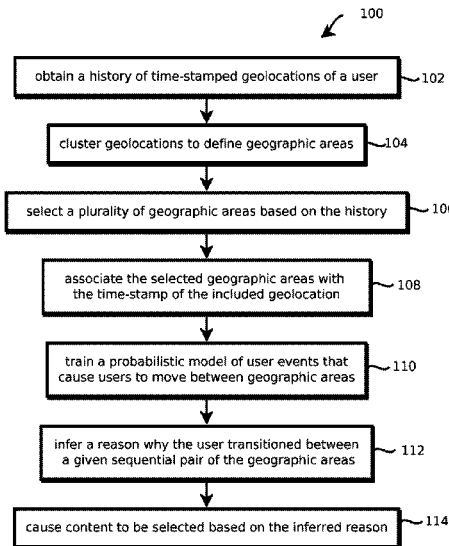 100
obtain a history of time-stamped geolocations of a user
102
cluster geolocations to define geographic areas
104
select a plurality of geographic areas based on the history
106
associate the selected geographic areas with
the time-stamp of the included geolocation
108
train a probabilistic model of user events that
cause users to move between geographic areas
110
infer a reason why the user transitioned between
a given sequential pair of the geographic areas
112
cause content to be selected based on the inferred reason
114